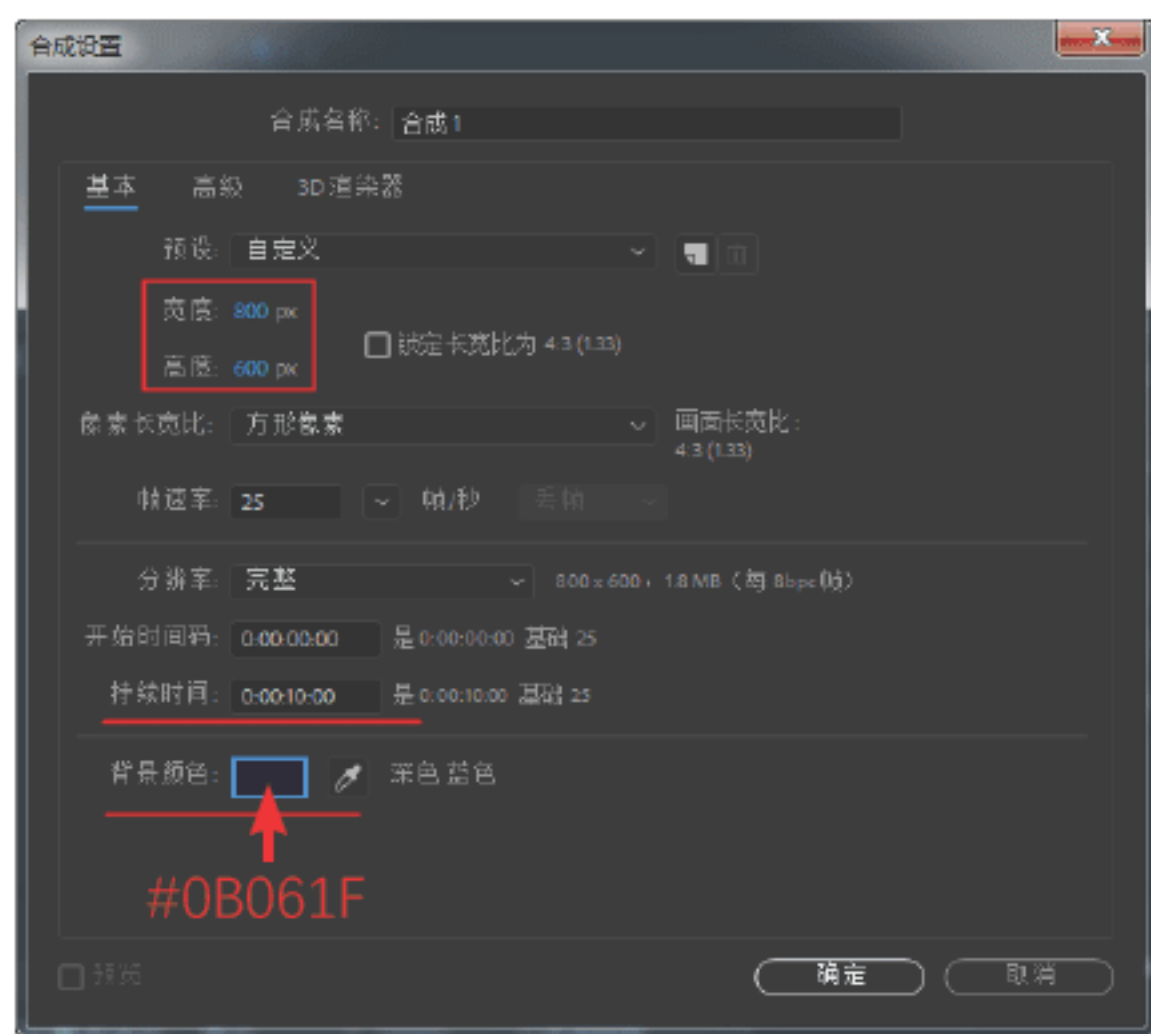 合成设置
合成名称: 合成 1
基本 高级 3D 渲染器
预设: 自定义
宽度: 800 px
锁定长宽比为 4:3 (1.33)
高度: 600 px
像素长宽比: 方形像素 画面长宽比:
4:3 (1.33)
帧速率: 25 帧/秒 丢帧
分辨率: 完整 800 x 600，1.8 MB（每 8bpc 帧）
开始时间码: 0:00:00:00 是 0:00:00:00 基础 25
持续时间: 0:00:10:00 是 0:00:10:00 基础 25
背景颜色: 深色 蓝色
#0B061F
预览 确定 取消